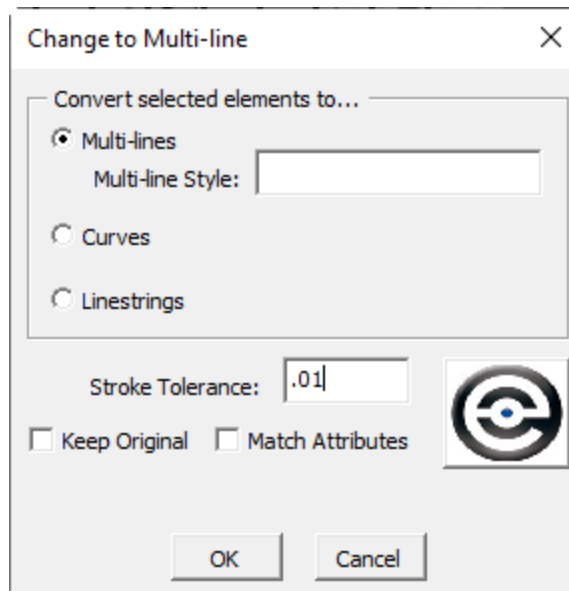 Change to Multi-line
Convert selected elements to...
Multi-lines
Multi-line Style:
Curves
Linestrings
Stroke Tolerance: .01
Keep Original Match Attributes
OK Cancel